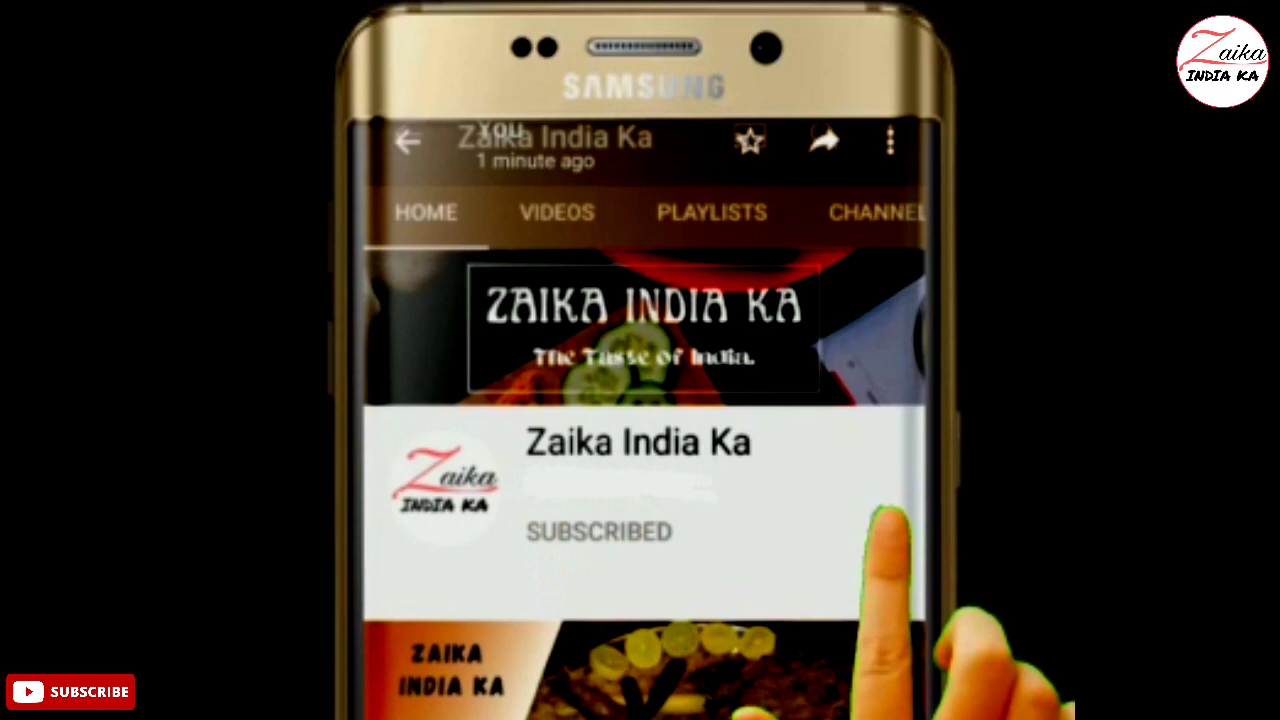 Zaika
INDIA KA
SAMSUNG
You
Zaika India Ka
1 minute ago
HOME VIDEOS PLAYLISTS CHANNEL
ZAIKA INDIA KA
The Taste of India.
Zaika India Ka
Zaika
INDIA KA
SUBSCRIBED
ZAIKA
INDIA KA
SUBSCRIBE